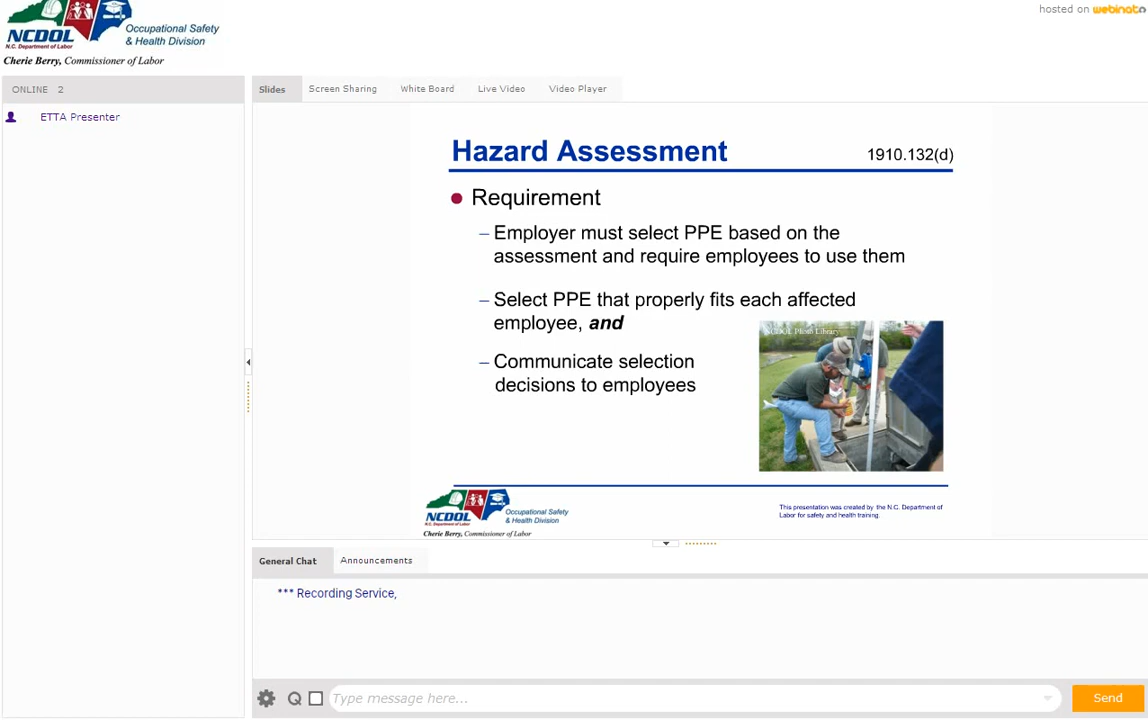 hosted on webinato
NCDOL
N.C. Department of Labor
Occupational Safety
& Health Division
Cherie Berry, Commissioner of Labor
ONLINE 2
ETTA Presenter
Slides
Screen Sharing
White Board
Live Video
Video Player
Hazard Assessment
1910.132(d)
Requirement
– Employer must select PPE based on the
assessment and require employees to use them
– Select PPE that properly fits each affected
employee, and
– Communicate selection
decisions to employees
NCDOL Photo Library
NCDOL
N.C. Department of Labor
Occupational Safety
& Health Division
Cherie Berry, Commissioner of Labor
This presentation was created by the N.C. Department of
Labor for safety and health training.
General Chat
Announcements
*** Recording Service,
Type message here...
Send